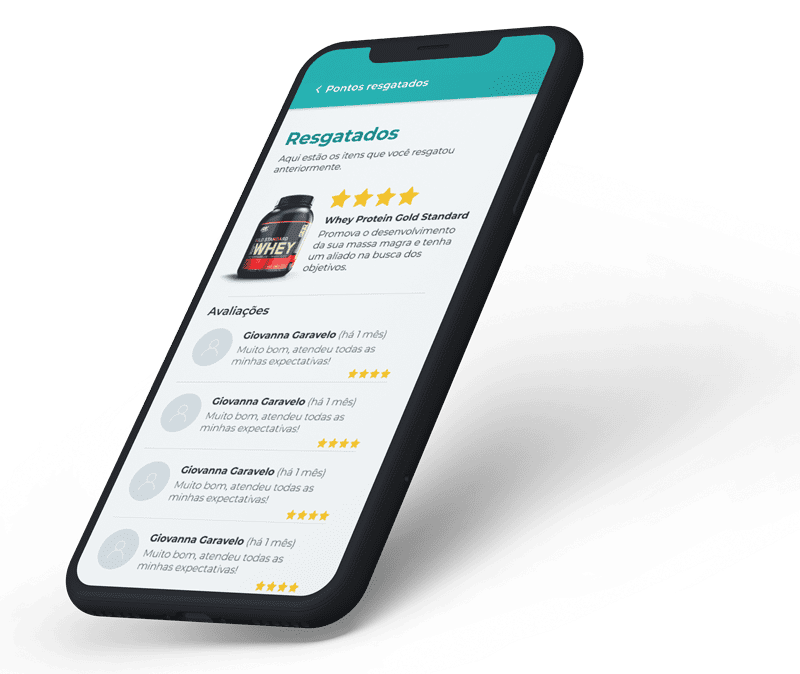 Pontos resgatados
Resgatados
Aqui estão os itens que você resgatou
anteriormente.
Whey Protein Gold Standard
Promova o desenvolvimento
da sua massa magra e tenha
um aliado na busca dos
objetivos.
GOLD STANDARD
WHEY
Avaliações
Giovanna Garavelo (há 1 mês)
Muito bom, atendeu todas as
minhas expectativas!
Giovanna Garavelo (há 1 mês)
Muito bom, atendeu todas as
minhas expectativas!
Giovanna Garavelo (há 1 mês)
Muito bom, atendeu todas as
minhas expectativas!
Giovanna Garavelo (há 1 mês)
Muito bom, atendeu todas as
minhas expectativas!